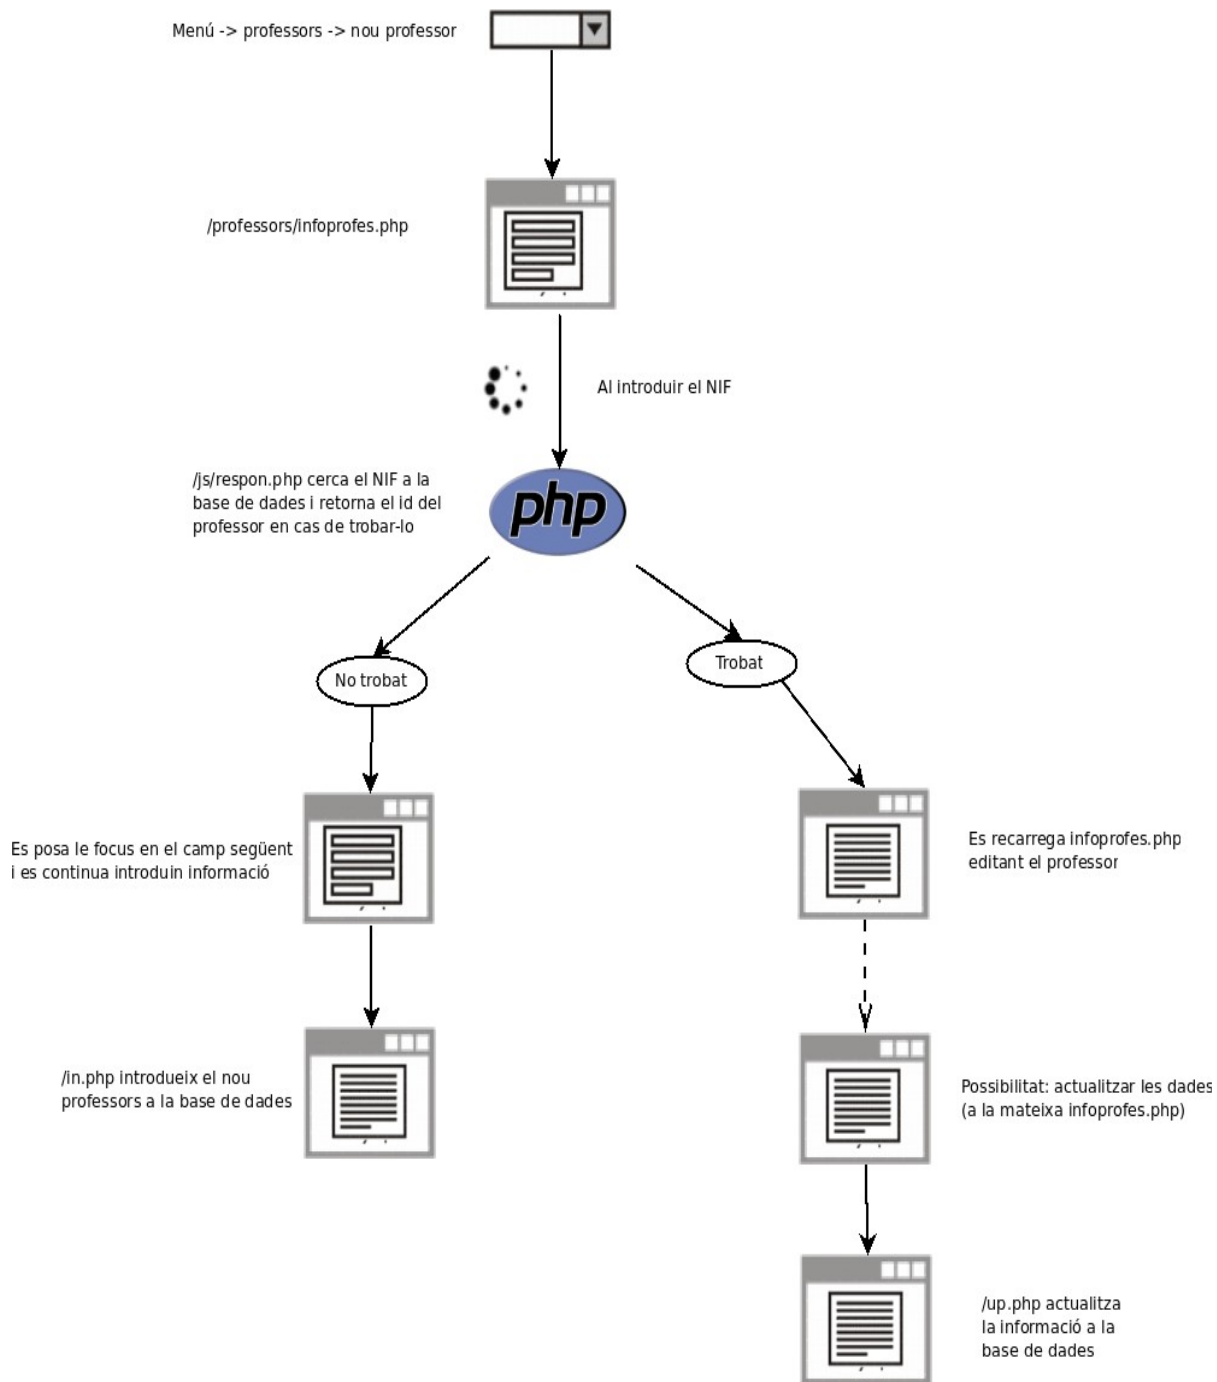 Menú -> professors -> nou professor
/professors/infoprofes.php
Al introduir el NIF
/js/respon.php cerca el NIF a la
base de dades i retorna el id del
professor en cas de trobar-lo
php
No trobat
Trobat
Es posa le focus en el camp següent
i es continua introduin informació
Es recarrega infoprofes.php
editant el professor
/in.php introdueix el nou
professors a la base de dades
Possibilitat: actualitzar les dades
(a la mateixa infoprofes.php)
/up.php actualitza
la informació a la
base de dades